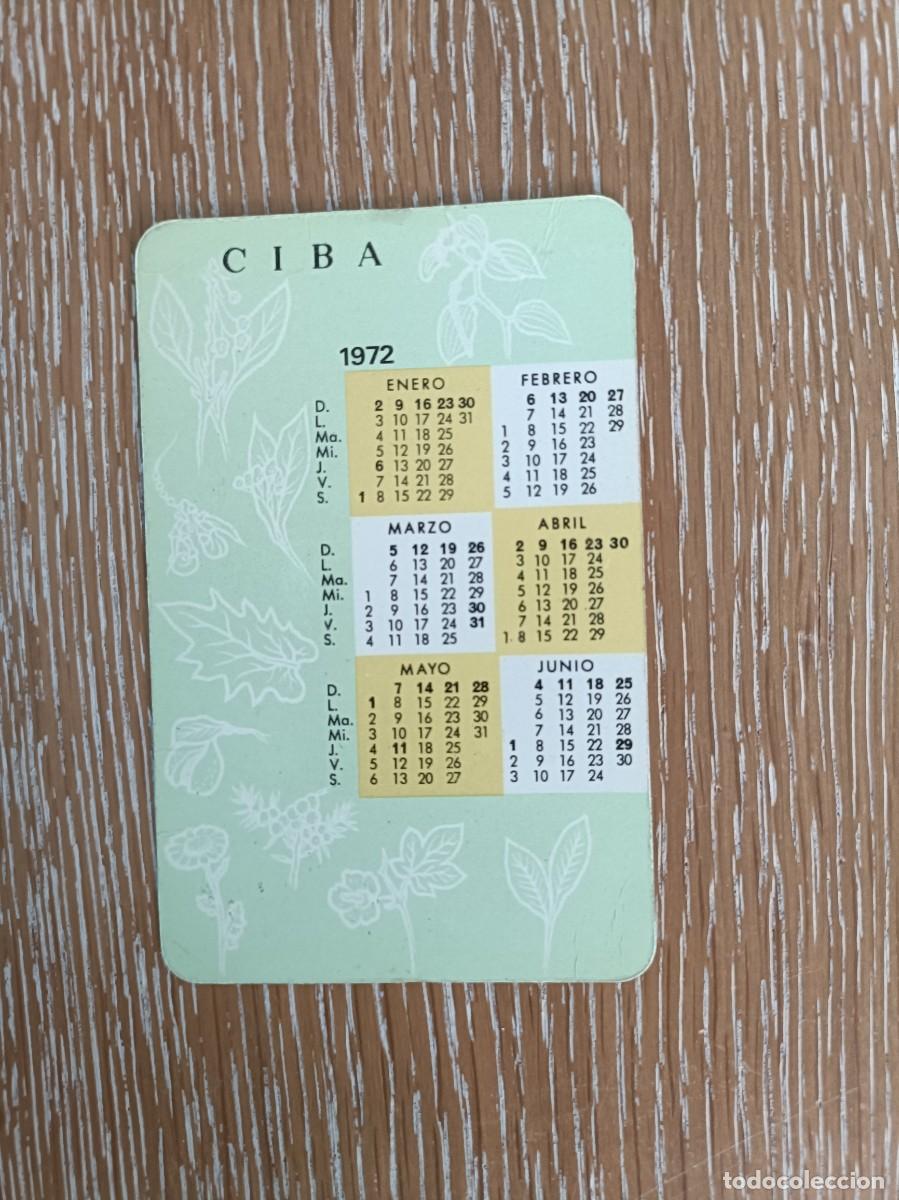 C I B A
1972
ENERO
D. 2 9 16 23 30
L. 3 10 17 24 31
Ma. 4 11 18 25
Mi. 5 12 19 26
J. 6 13 20 27
V. 7 14 21 28
S. 1 8 15 22 29
FEBRERO
6 13 20 27
7 14 21 28
1 8 15 22 29
2 9 16 23
3 10 17 24
4 11 18 25
5 12 19 26
MARZO
D. 5 12 19 26
L. 6 13 20 27
Ma. 7 14 21 28
Mi. 1 8 15 22 29
J. 2 9 16 23 30
V. 3 10 17 24 31
S. 4 11 18 25
ABRIL
2 9 16 23 30
3 10 17 24
4 11 18 25
5 12 19 26
6 13 20 27
7 14 21 28
1 8 15 22 29
MAYO
D. 7 14 21 28
L. 1 8 15 22 29
Ma. 2 9 16 23 30
Mi. 3 10 17 24 31
J. 4 11 18 25
V. 5 12 19 26
S. 6 13 20 27
JUNIO
4 11 18 25
5 12 19 26
6 13 20 27
7 14 21 28
1 8 15 22 29
2 9 16 23 30
3 10 17 24
todocoleccion